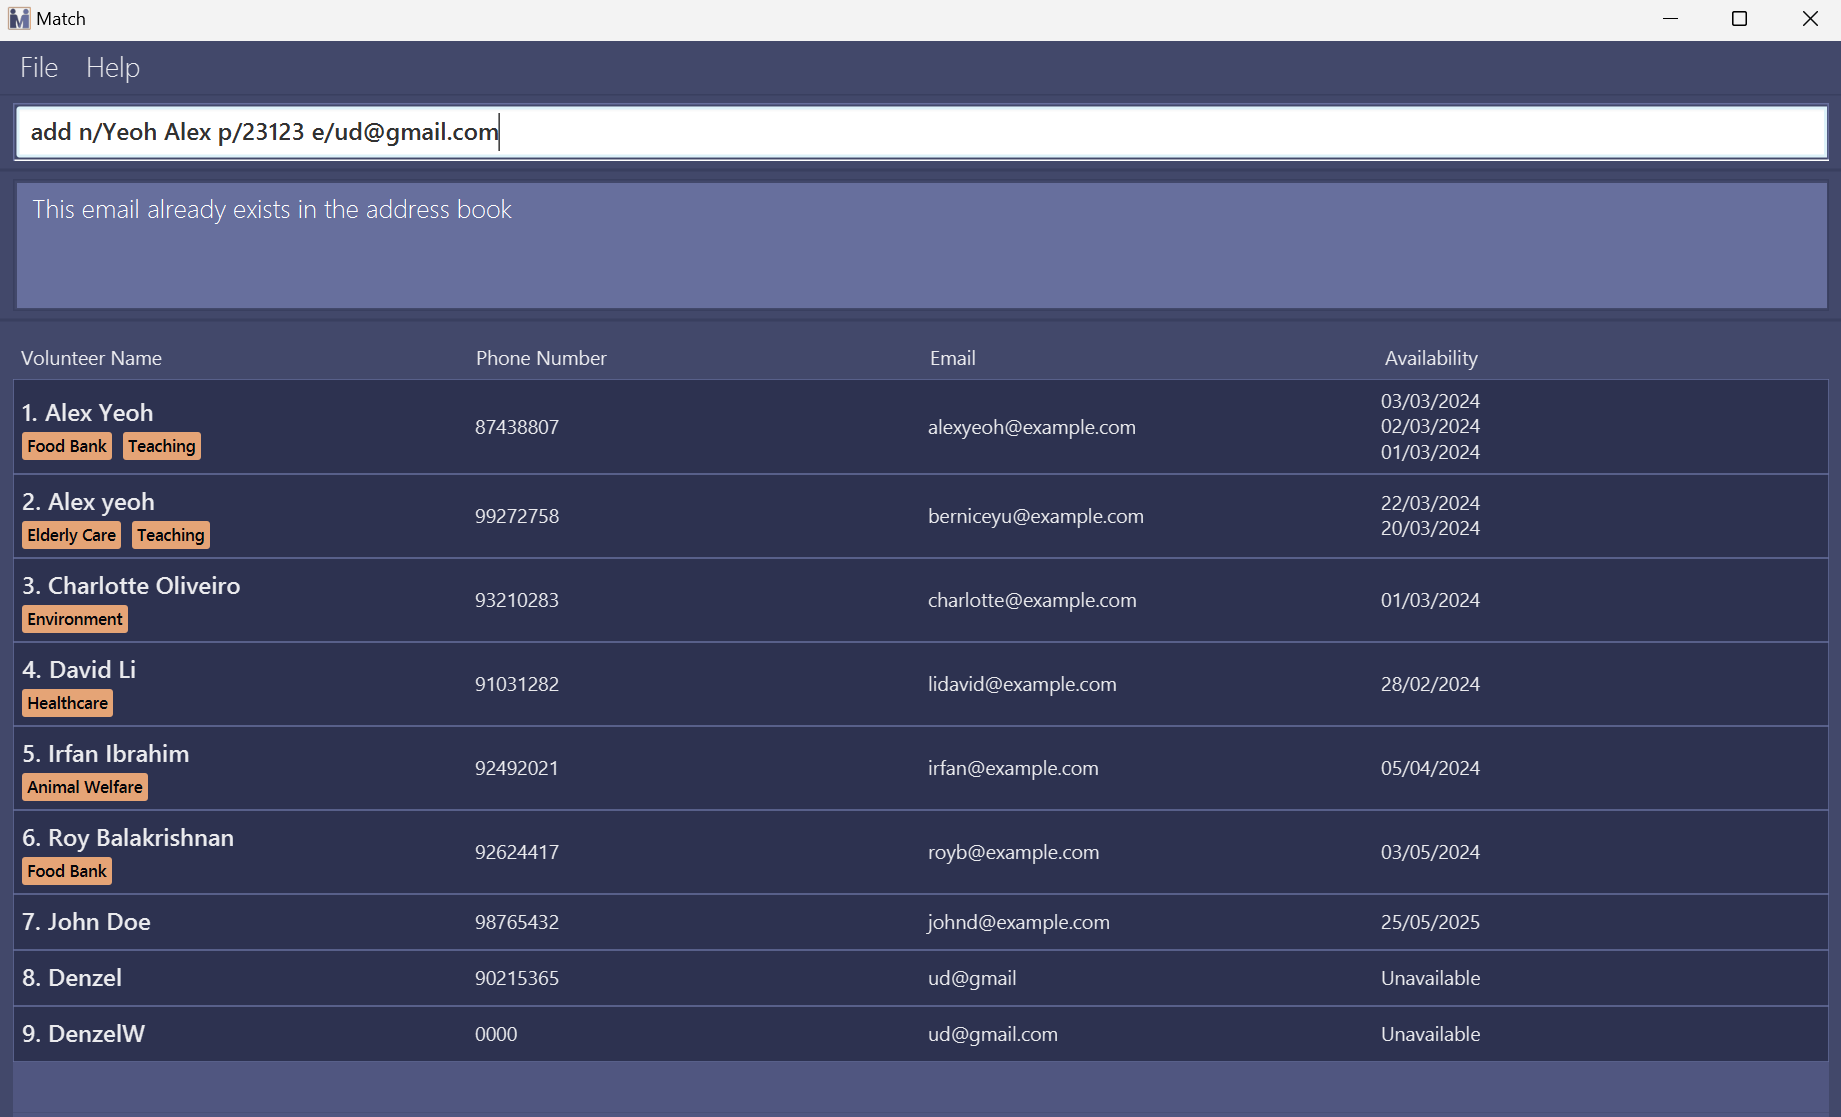 Match
File Help
add n/Yeoh Alex p/23123 e/ud@gmail.com
This email already exists in the address book
Volunteer Name Phone Number Email Availability
1. Alex Yeoh
Food Bank Teaching
87438807
alexyeoh@example.com
03/03/2024
02/03/2024
01/03/2024
2. Alex yeoh
Elderly Care Teaching
99272758
berniceyu@example.com
22/03/2024
20/03/2024
3. Charlotte Oliveiro
Environment
93210283
charlotte@example.com
01/03/2024
4. David Li
Healthcare
91031282
lidavid@example.com
28/02/2024
5. Irfan Ibrahim
Animal Welfare
92492021
irfan@example.com
05/04/2024
6. Roy Balakrishnan
Food Bank
92624417
royb@example.com
03/05/2024
7. John Doe
98765432
johnd@example.com
25/05/2025
8. Denzel
90215365
ud@gmail
Unavailable
9. DenzelW
0000
ud@gmail.com
Unavailable